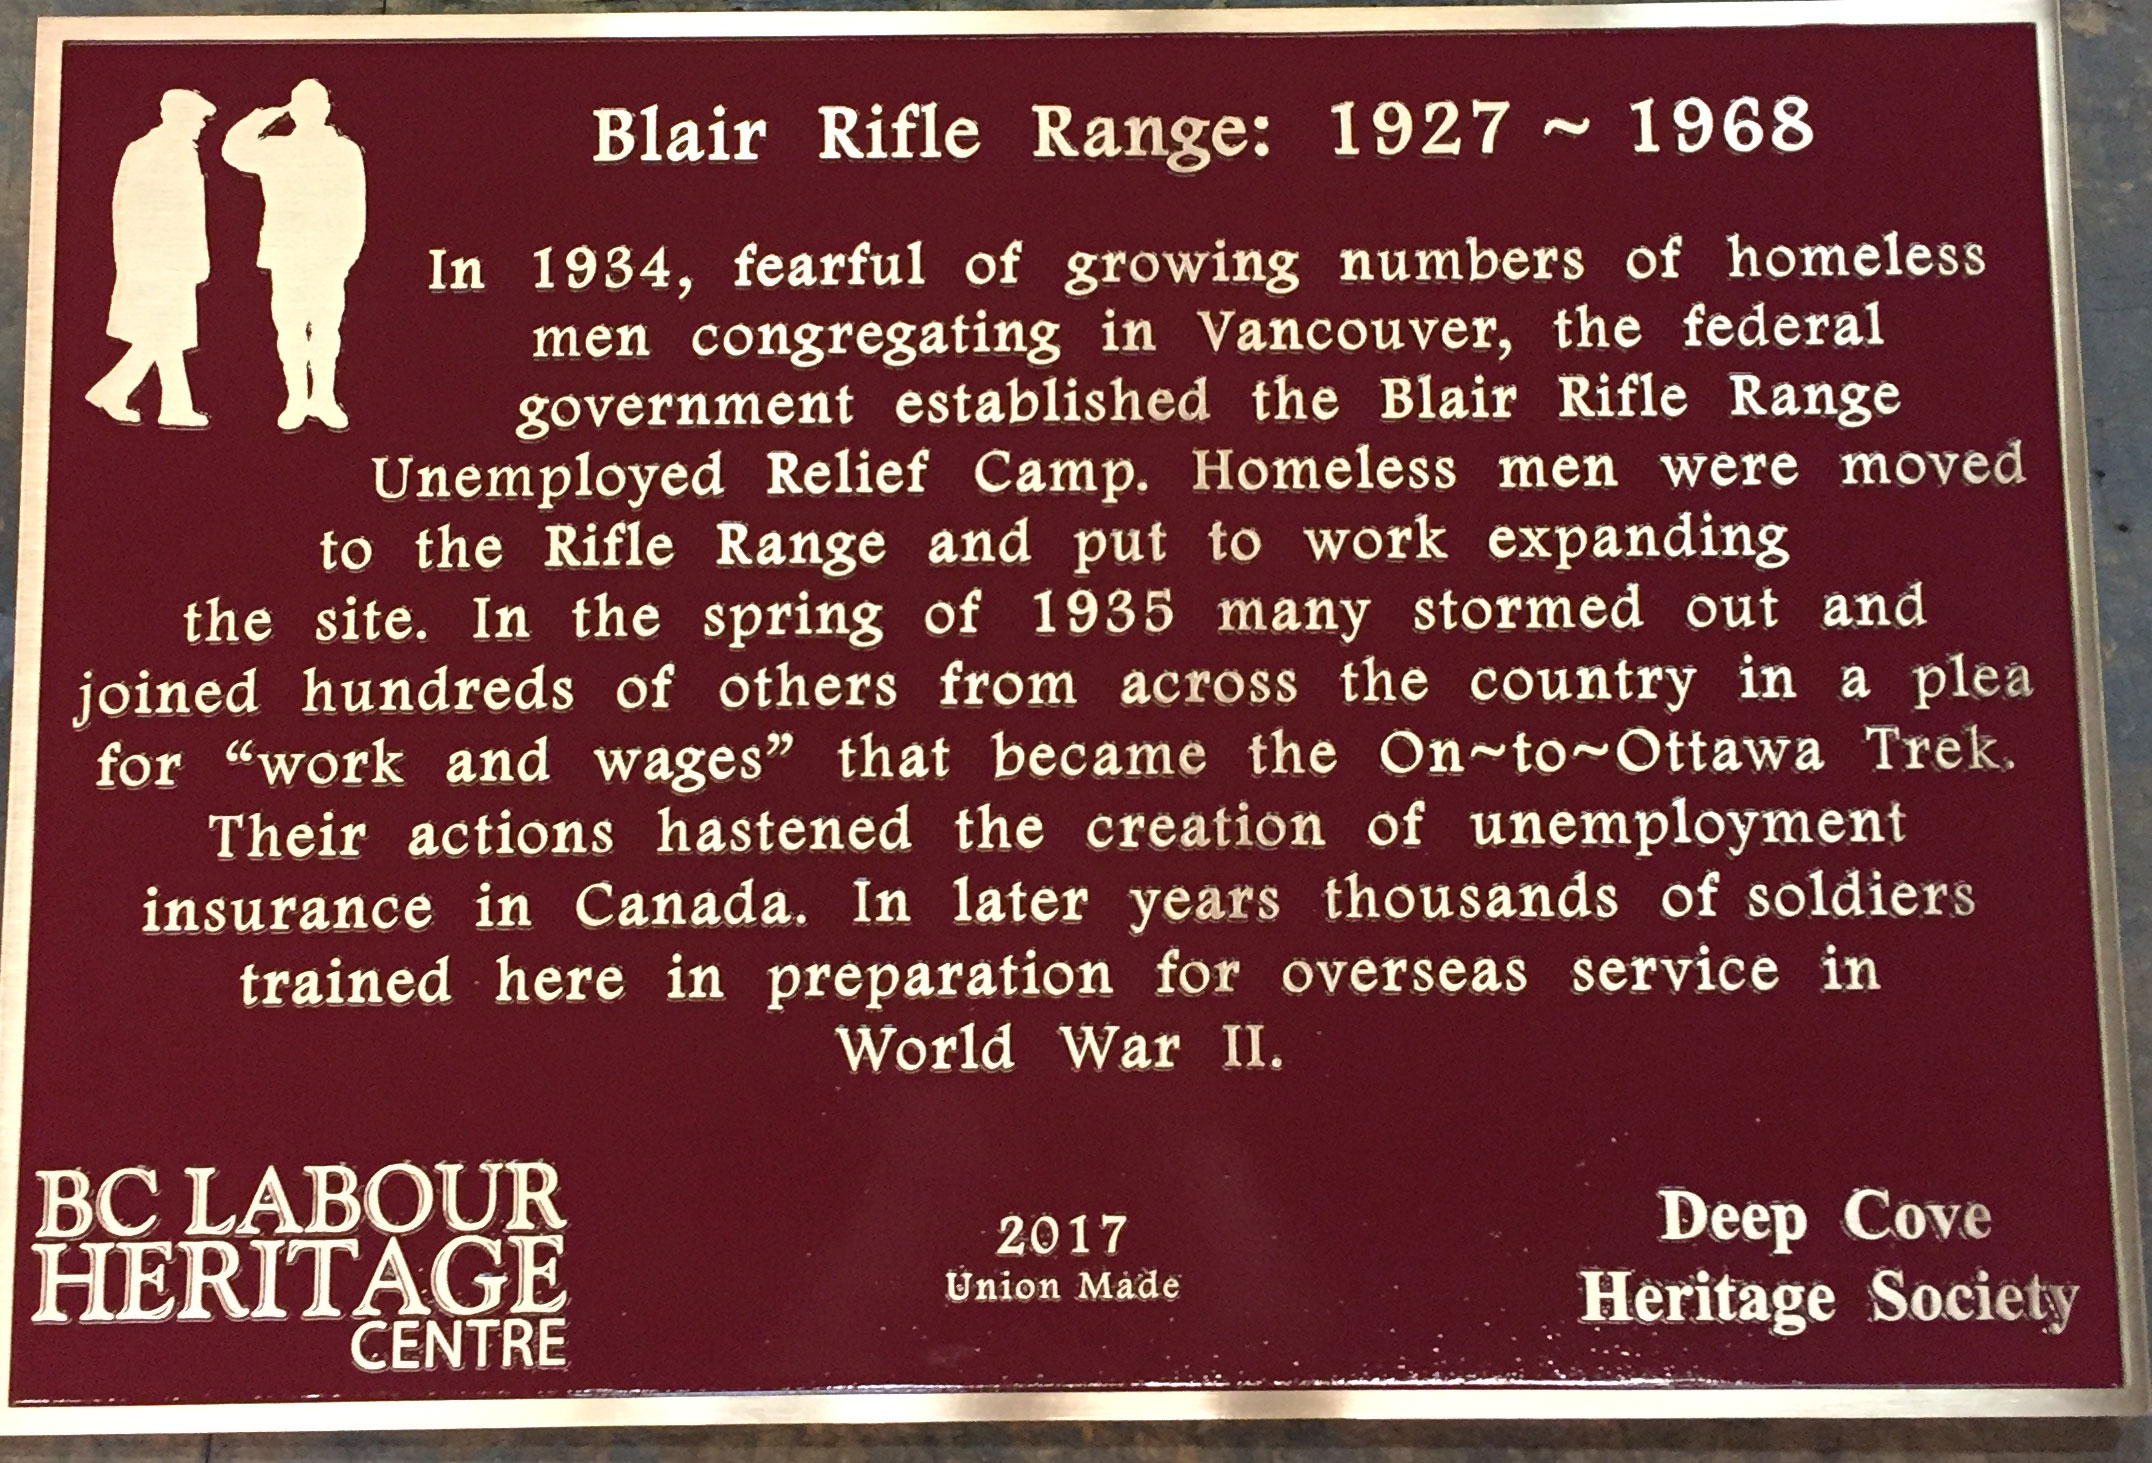 Blair Rifle Range: 1927 ~ 1968
In 1934, fearful of growing numbers of homeless
men congregating in Vancouver, the federal
government established the Blair Rifle Range
Unemployed Relief Camp. Homeless men were moved
to the Rifle Range and put to work expanding
the site. In the spring of 1935 many stormed out and
joined hundreds of others from across the country in a plea
for “work and wages” that became the On~to~Ottawa Trek.
Their actions hastened the creation of unemployment
insurance in Canada. In later years thousands of soldiers
trained here in preparation for overseas service in
World War II.
BC LABOUR
HERITAGE
CENTRE
2017
Union Made
Deep Cove
Heritage Society